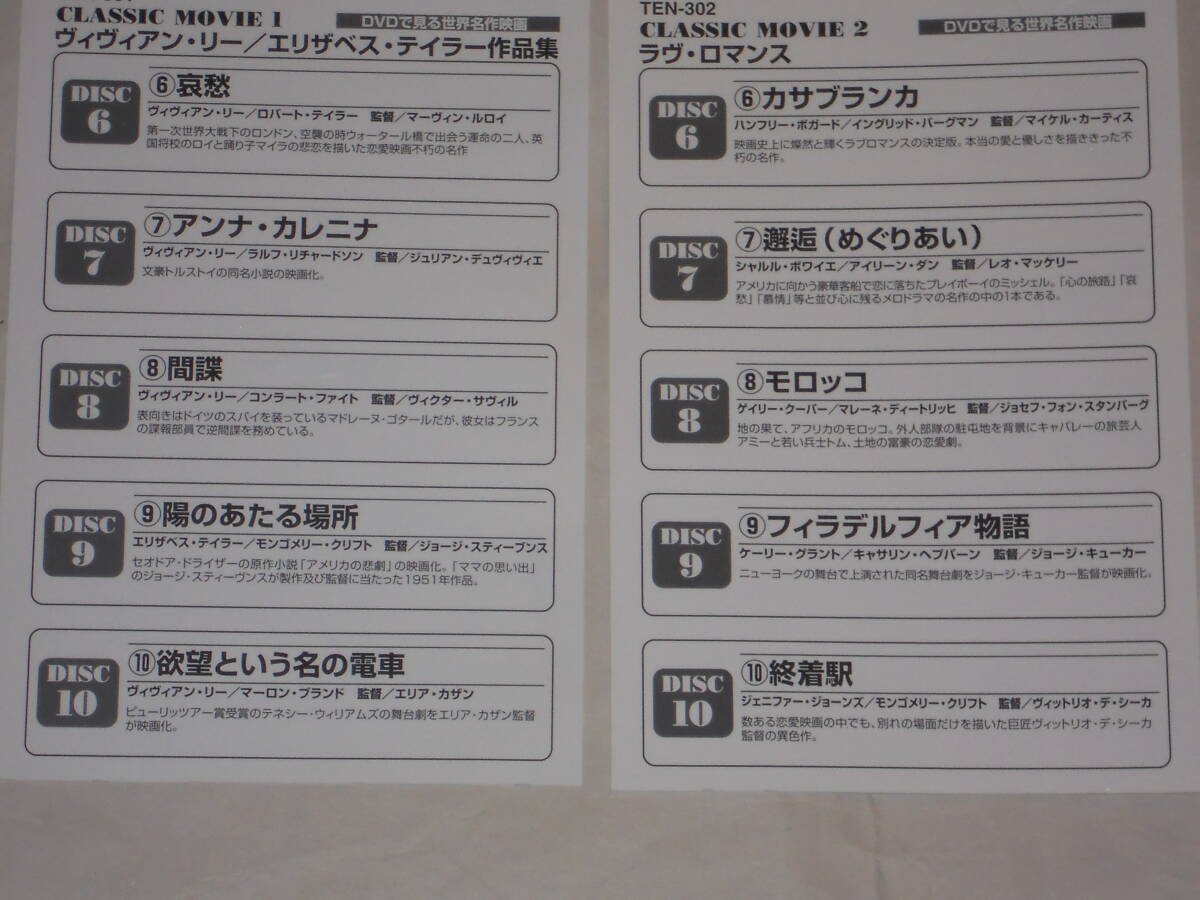 CLASSIC MOVIE 1
DVDで見る世界名作映画
ヴィヴィアン・リー／エリザベス・テイラー作品集
DISC
6
⑥哀愁
ヴィヴィアン・リー／ロバート・テイラー　監督／マーヴィン・ルロイ
第一次世界大戦下のロンドン、空襲の時ウォータール橋で出会う運命の二人、英
国将校のロイと踊り子マイラの悲恋を描いた恋愛映画不朽の名作
DISC
7
⑦アンナ・カレニナ
ヴィヴィアン・リー／ラルフ・リチャードソン　監督／ジュリアン・デュヴィヴィエ
文豪トルストイの同名小説の映画化。
DISC
8
⑧間諜
ヴィヴィアン・リー／コンラート・ファイト　監督／ヴィクター・サヴィル
表向きはドイツのスパイを装っているマドレーヌ・ゴタールだが、彼女はフランス
の諜報部員で逆間諜を務めている。
DISC
9
⑨陽のあたる場所
エリザベス・テイラー／モンゴメリー・クリフト　監督／ジョージ・スティーブンス
セオドア・ドライザーの原作小説「アメリカの悲劇」の映画化。「ママの思い出」
のジョージ・スティーヴンスが製作及び監督に当たった1951年作品。
DISC
10
⑩欲望という名の電車
ヴィヴィアン・リー／マーロン・ブランド　監督／エリア・カザン
ピューリッツアー賞受賞のテネシー・ウィリアムズの舞台劇をエリア・カザン監督
が映画化。
TEN-302
CLASSIC MOVIE 2
DVDで見る世界名作映画
ラヴ・ロマンス
DISC
6
⑥カサブランカ
ハンフリー・ボガード／イングリッド・バーグマン　監督／マイケル・カーティス
映画史上に燦然と輝くラブロマンスの決定版。本当の愛と優しさを描ききった不
朽の名作。
DISC
7
⑦邂逅（めぐりあい）
シャルル・ボワイエ／アイリーン・ダン　監督／レオ・マッケリー
アメリカに向かう豪華客船で恋に落ちたプレイボーイのミッシェル。「心の旅路」「哀
愁」「慕情」等と並び心に残るメロドラマの名作の中の1本である。
DISC
8
⑧モロッコ
ゲイリー・クーパー／マレーネ・ディートリッヒ　監督／ジョセフ・フォン・スタンバーグ
地の果て、アフリカのモロッコ。外人部隊の駐屯地を背景にキャバレーの旅芸人
アミーと若い兵士トム、土地の富豪の恋愛劇。
DISC
9
⑨フィラデルフィア物語
ケーリー・グラント／キャサリン・ヘプバーン　監督／ジョージ・キューカー
ニューヨークの舞台で上演された同名舞台劇をジョージ・キューカー監督が映画化。
DISC
10
⑩終着駅
ジェニファー・ジョーンズ／モンゴメリー・クリフト　監督／ヴィットリオ・デ・シーカ
数ある恋愛映画の中でも、別れの場面だけを描いた巨匠ヴィットリオ・デ・シーカ
監督の異色作。